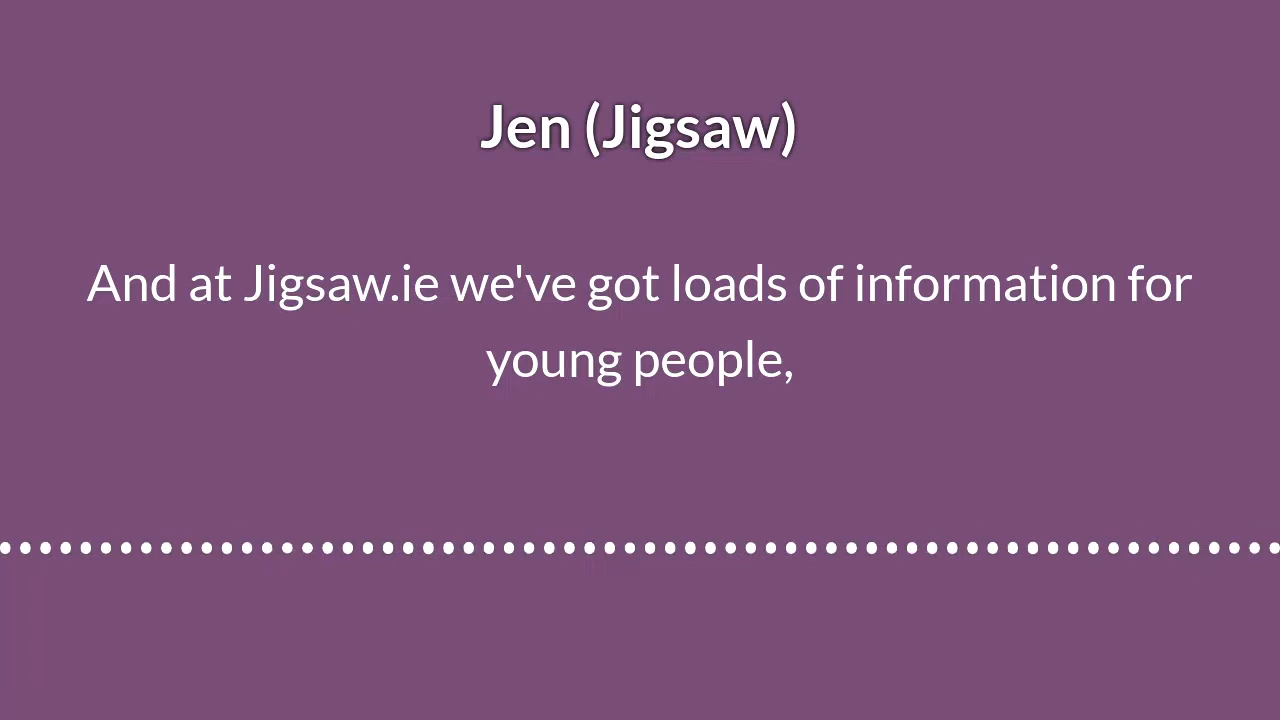 Jen (Jigsaw)
And at Jigsaw.ie we've got loads of information for
young people,